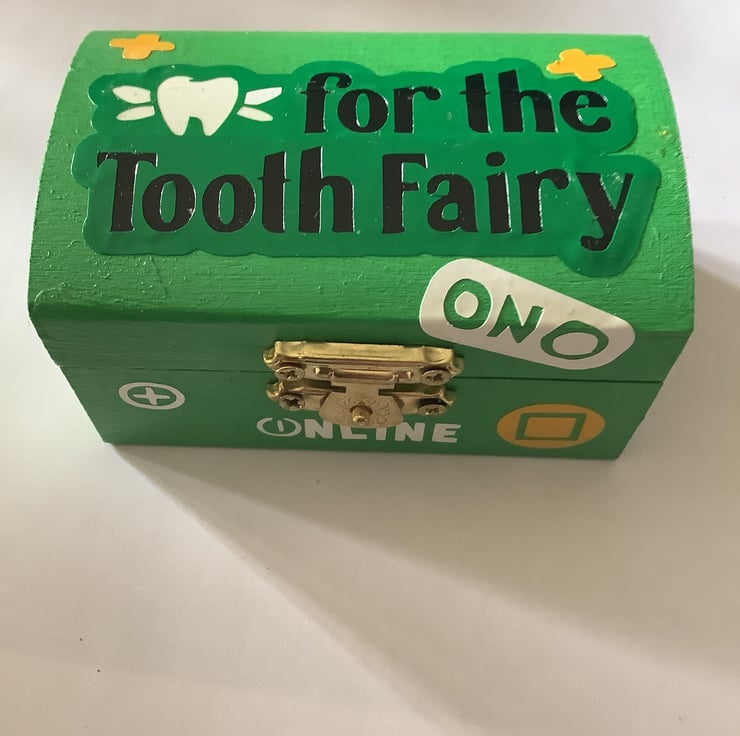 for the
Tooth Fairy
ONO
ONLINE